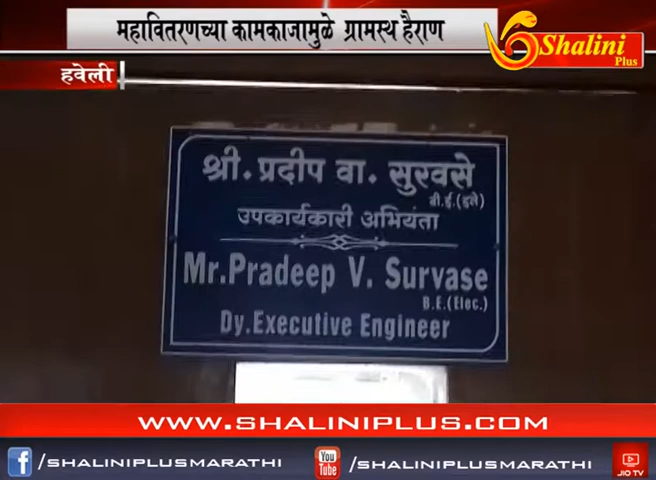 महावितरणच्या कामकाजामुळे ग्रामस्थ हैराण
Shalini
Plus
हवेली
श्री. प्रदीप वा. सुरवसे
बी.ई.(इले)
उपकार्यकारी अभियंता
Mr.Pradeep V. Survase
B.E.(Elec.)
Dy.Executive Engineer
WWW.SHALINIPLUS.COM
f /SHALINIPLUSMARATHI
You Tube /SHALINIPLUSMARATHI
JIO TV